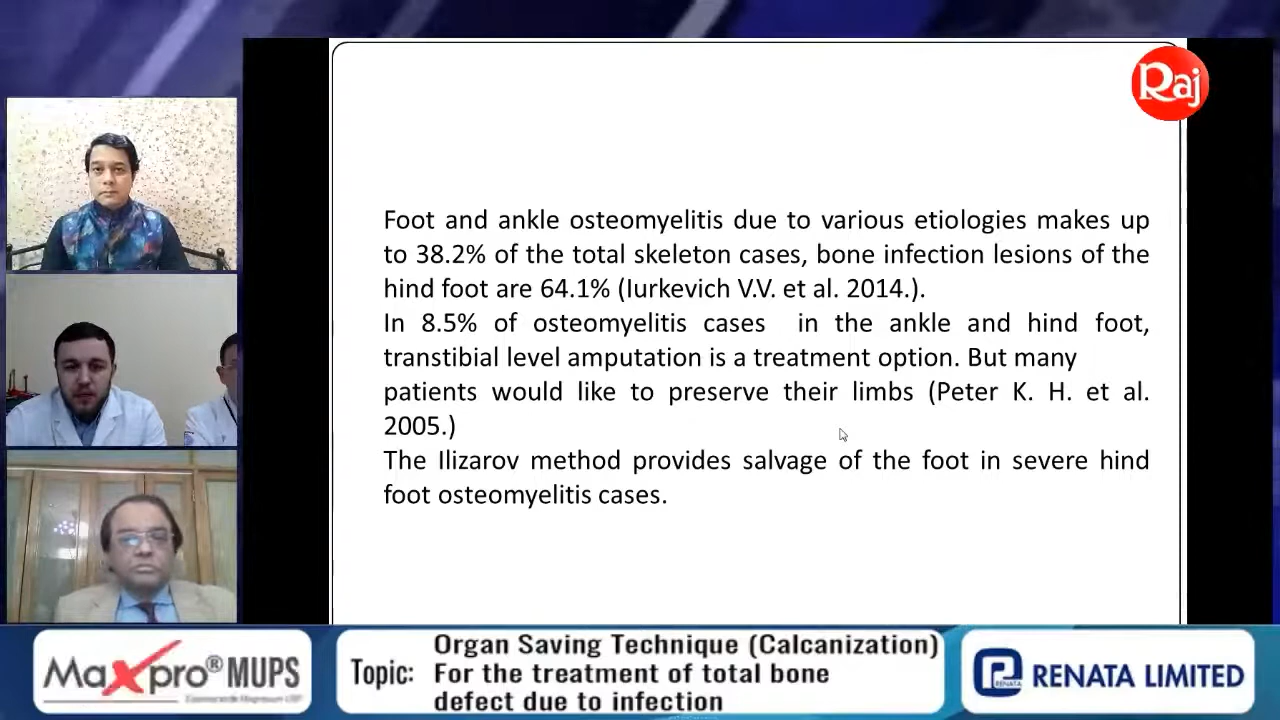 Raj
Foot and ankle osteomyelitis due to various etiologies makes up
to 38.2% of the total skeleton cases, bone infection lesions of the
hind foot are 64.1% (Iurkevich V.V. et al. 2014.).
In 8.5% of osteomyelitis cases in the ankle and hind foot,
transtibial level amputation is a treatment option. But many
patients would like to preserve their limbs (Peter K. H. et al.
2005.)
The Ilizarov method provides salvage of the foot in severe hind
foot osteomyelitis cases.
Maxpro® MUPS
Topic:
Organ Saving Technique (Calcanization)
For the treatment of total bone
defect due to infection
RENATA
RENATA LIMITED